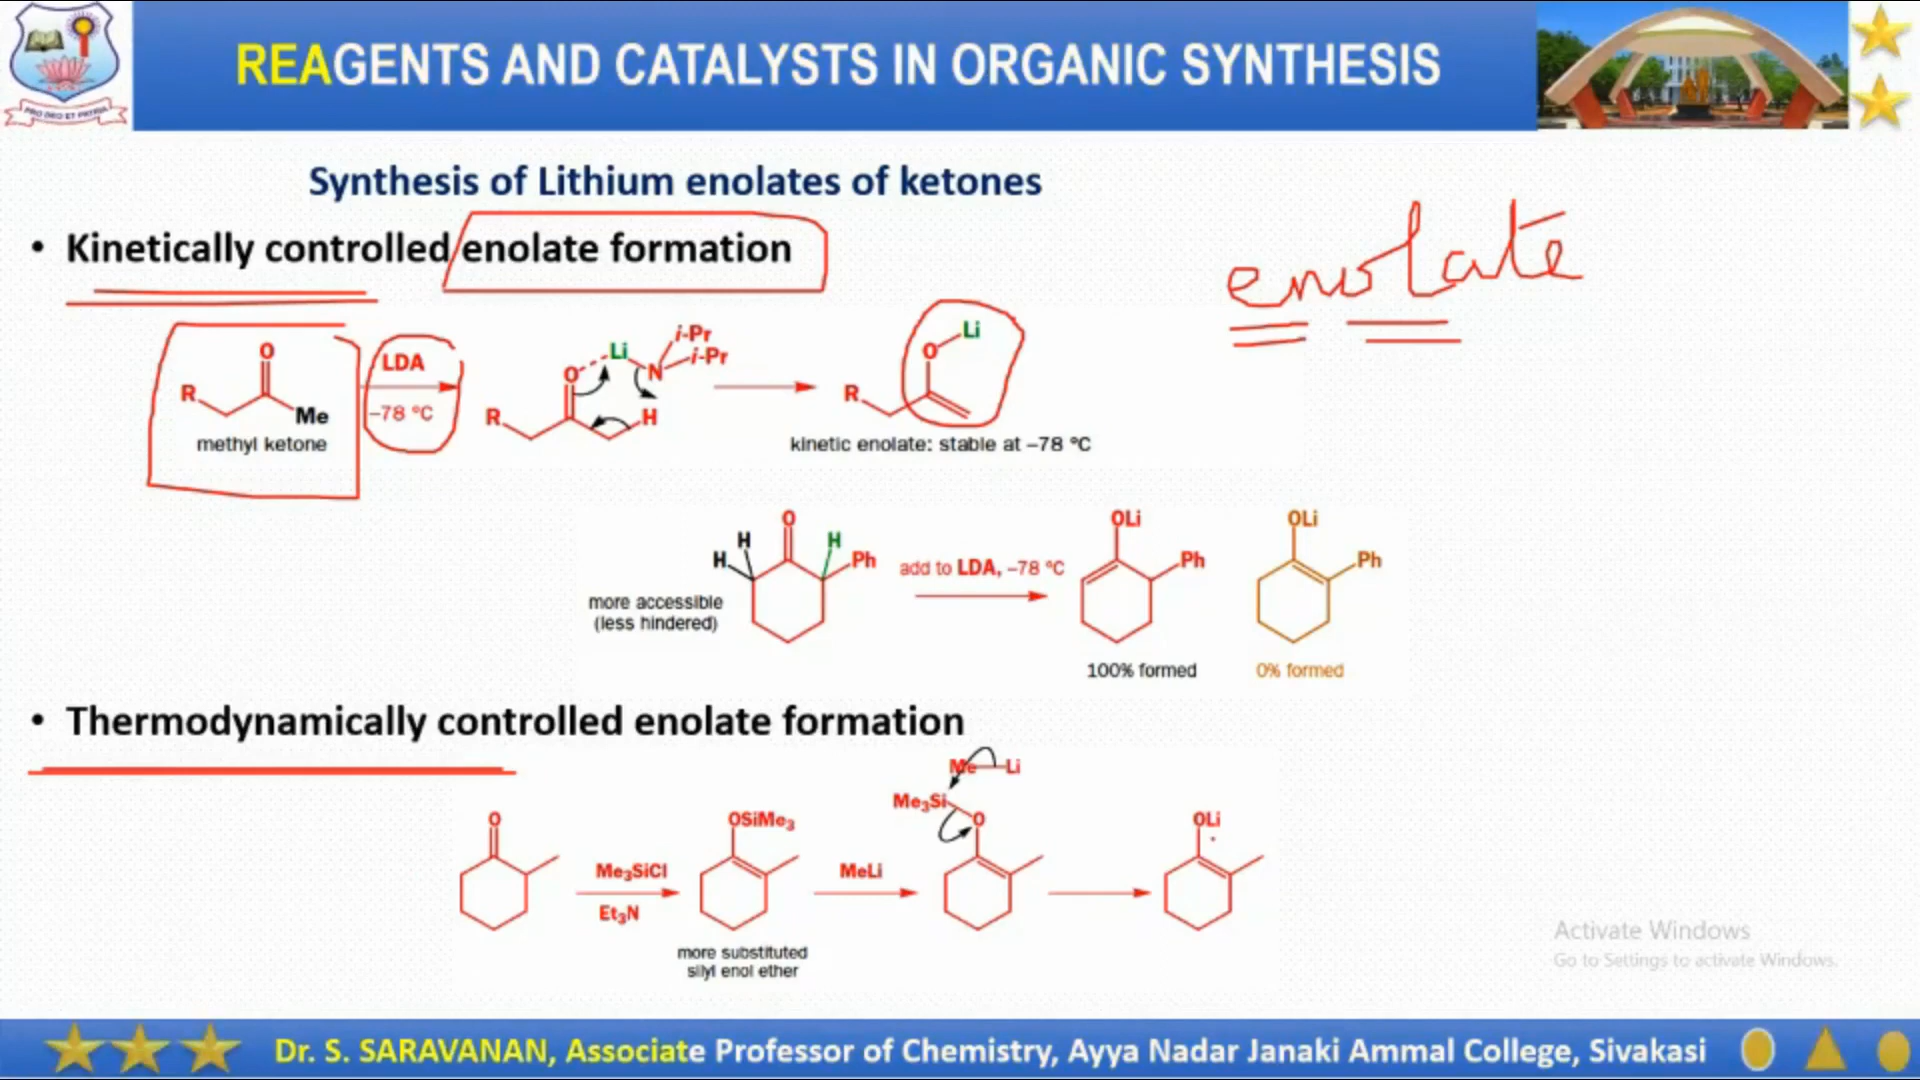 PRO DEO ET PATRIA
REAGENTS AND CATALYSTS IN ORGANIC SYNTHESIS
Synthesis of Lithium enolates of ketones
• Kinetically controlled enolate formation
enolate
O
R
Me
methyl ketone
LDA
–78 °C
i-Pr
Li
i-Pr
O
N
R
H
Li
O
R
kinetic enolate: stable at –78 °C
O
H
H
H
Ph
more accessible
(less hindered)
add to LDA, –78 °C
OLi
Ph
100% formed
OLi
Ph
0% formed
• Thermodynamically controlled enolate formation
O
Me₃SiCl
Et₃N
OSiMe₃
more substituted
silyl enol ether
MeLi
Me
Li
Me₃Si
O
OLi
Activate Windows
Go to Settings to activate Windows.
Dr. S. SARAVANAN, Associate Professor of Chemistry, Ayya Nadar Janaki Ammal College, Sivakasi